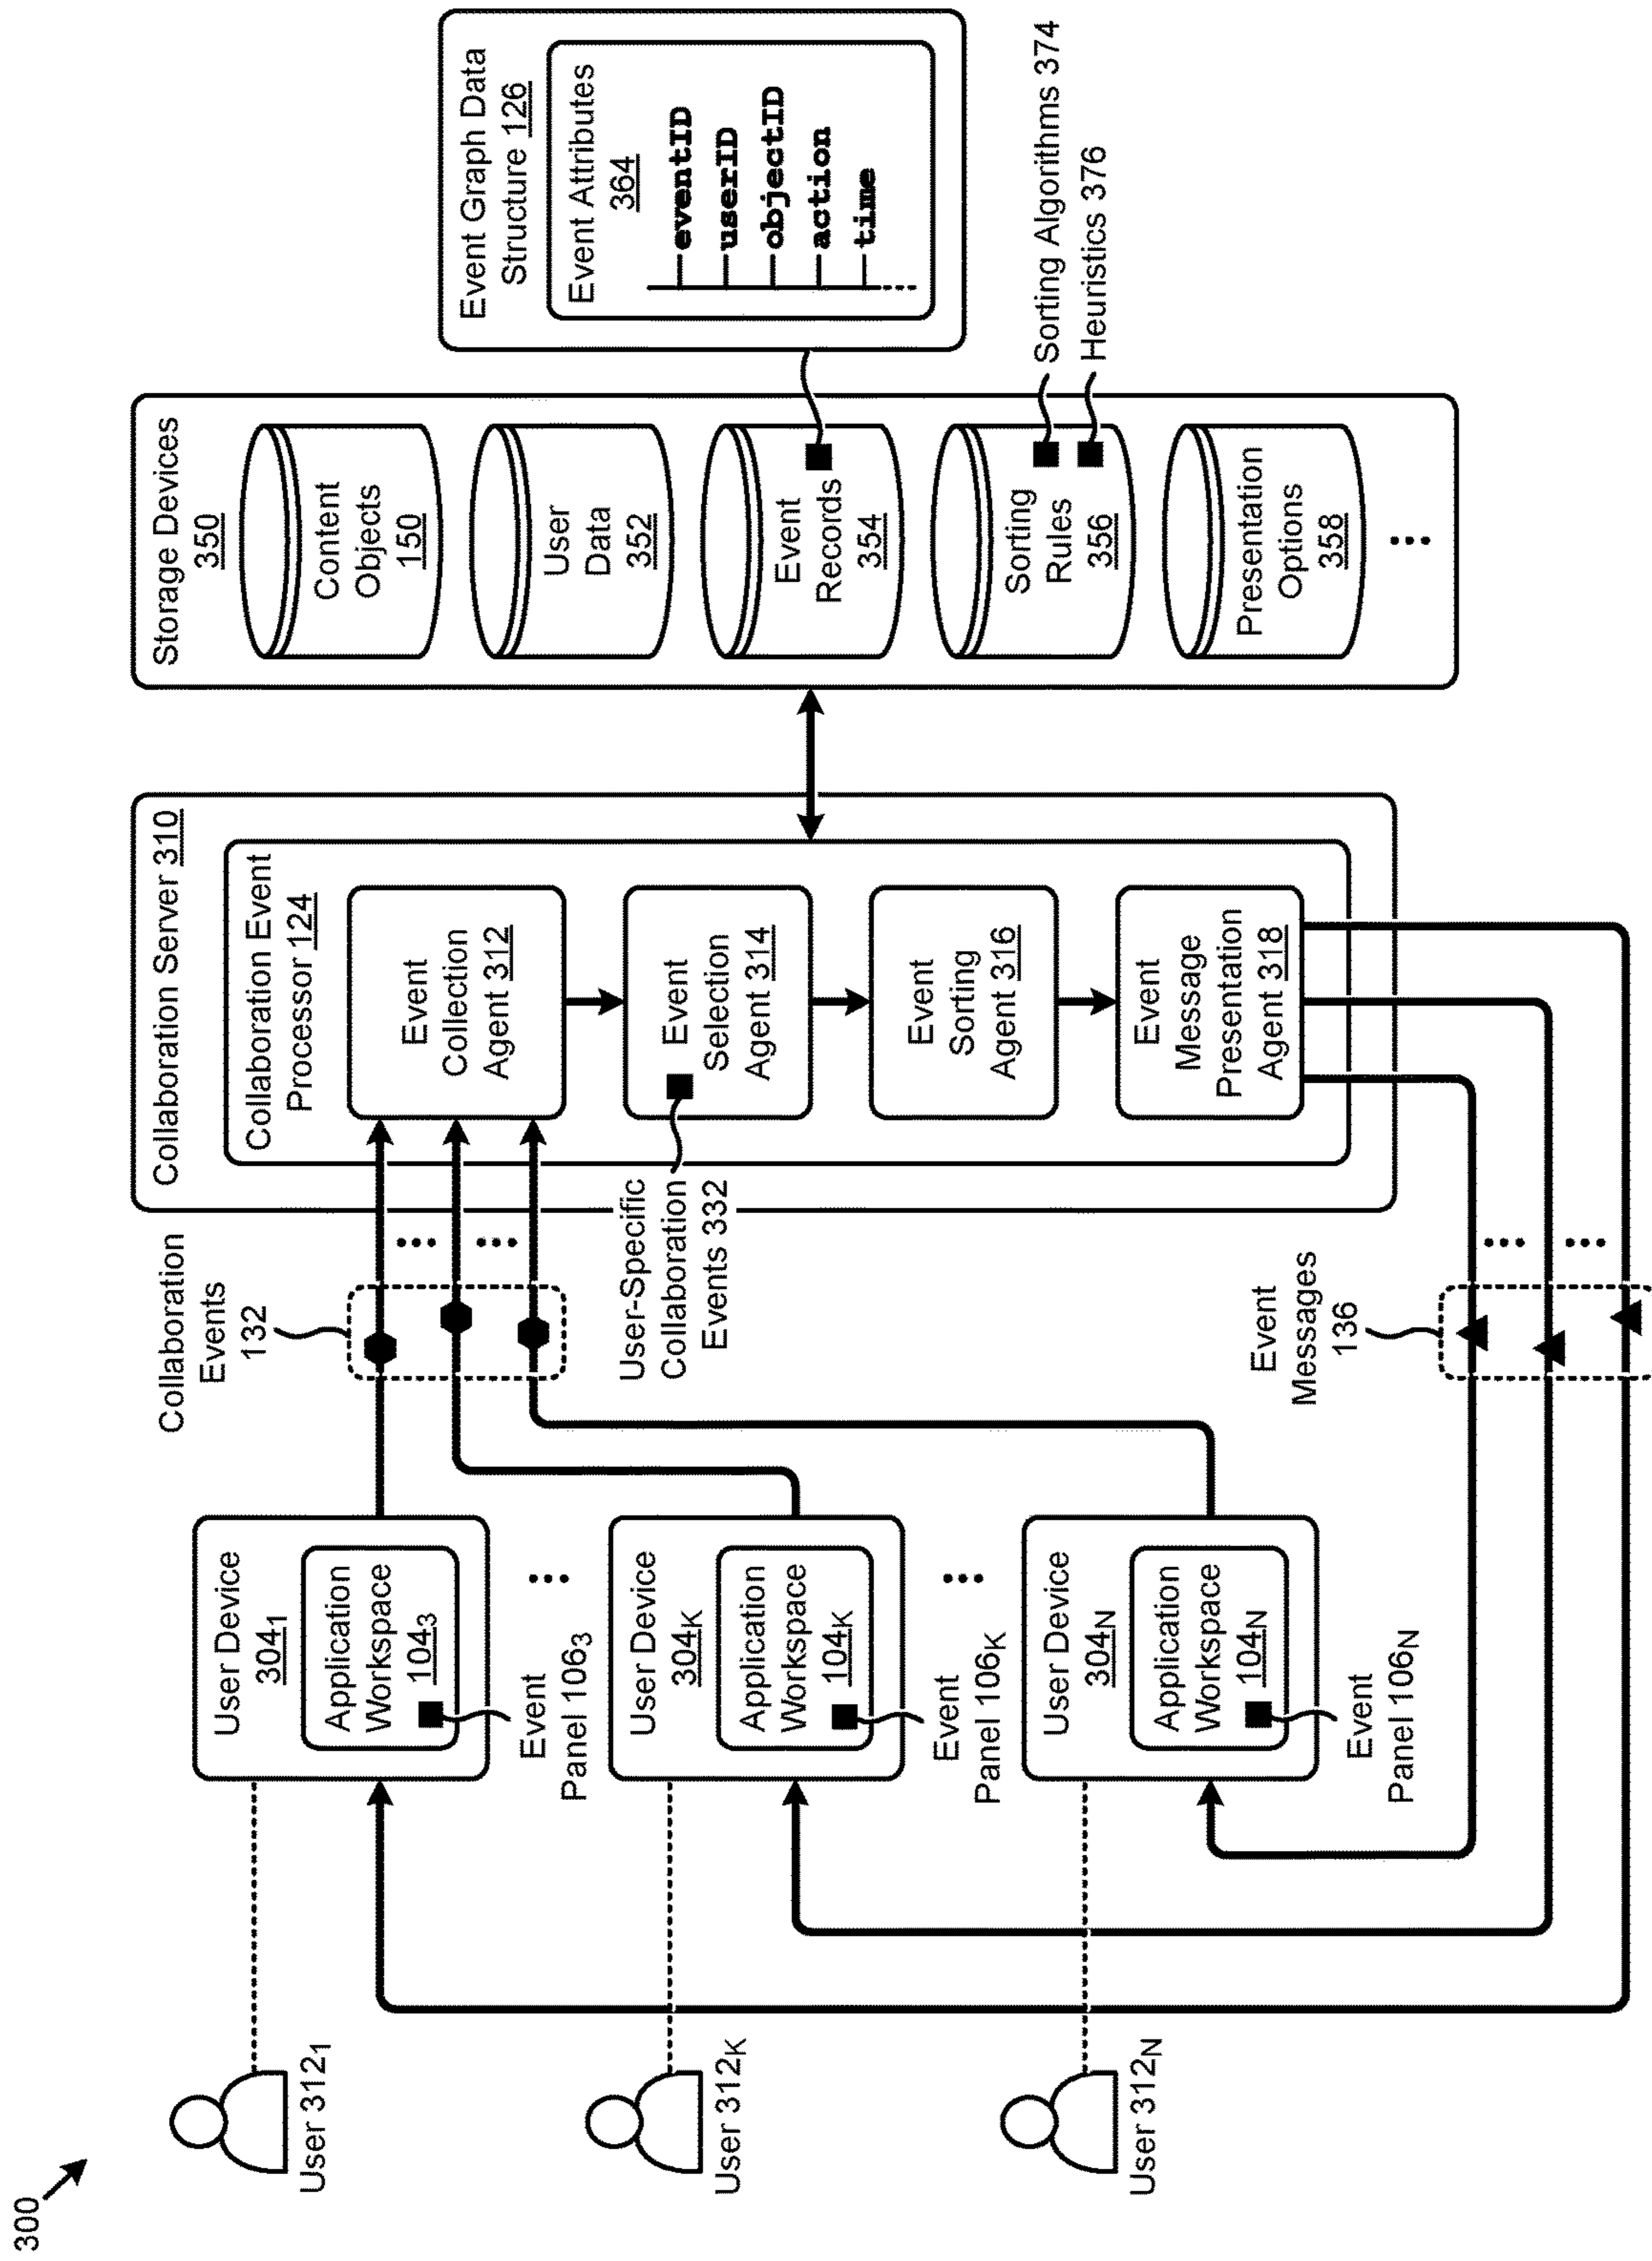 300
User 312₁
User 312K
User 312N
User Device
304₁
Application
Workspace
104₃
Event
Panel 106₃
...
User Device
304K
Application
Workspace
104K
Event
Panel 106K
...
User Device
304N
Application
Workspace
104N
Event
Panel 106N
Collaboration
Events
132
...
...
User-Specific
Collaboration
Events 332
Event
Messages
136
...
...
Collaboration Server 310
Collaboration Event
Processor 124
Event
Collection
Agent 312
Event
Selection
Agent 314
Event
Sorting
Agent 316
Event
Message
Presentation
Agent 318
Storage Devices
350
Content
Objects
150
User
Data
352
Event
Records
354
Sorting
Rules
356
Presentation
Options
358
...
Event Graph Data
Structure 126
Event Attributes
364
eventID
userID
objectID
action
time
Sorting Algorithms 374
Heuristics 376